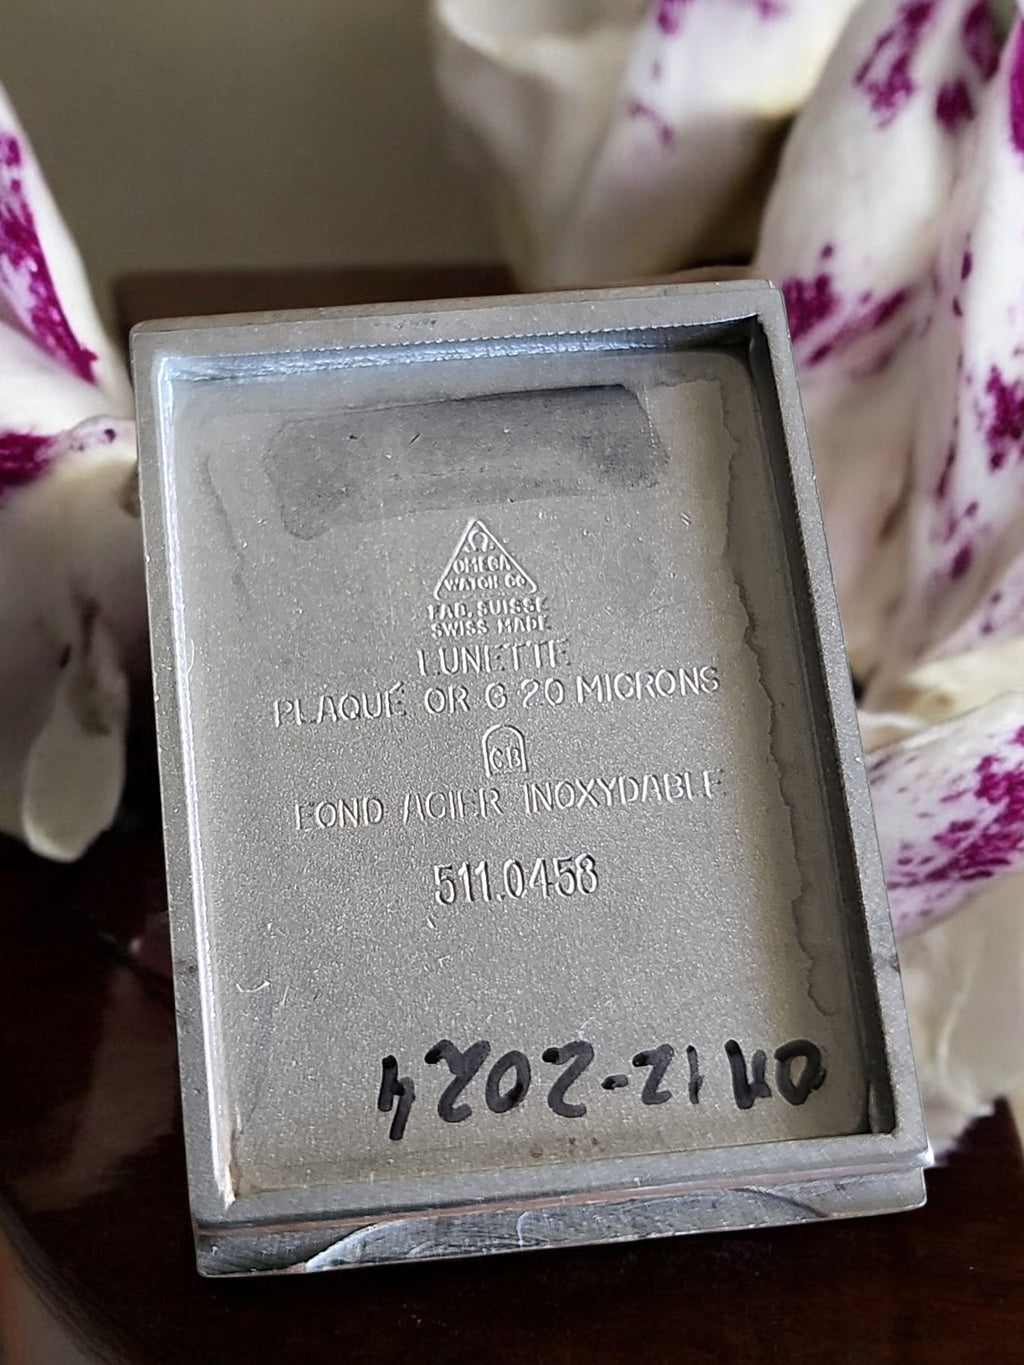 Ω
OMEGA
WATCH CO
FAB. SUISSE
SWISS MADE
LUNETTE
PLAQUÉ OR G 20 MICRONS
CB
FOND ACIER INOXYDABLE
511.0458
12-2024